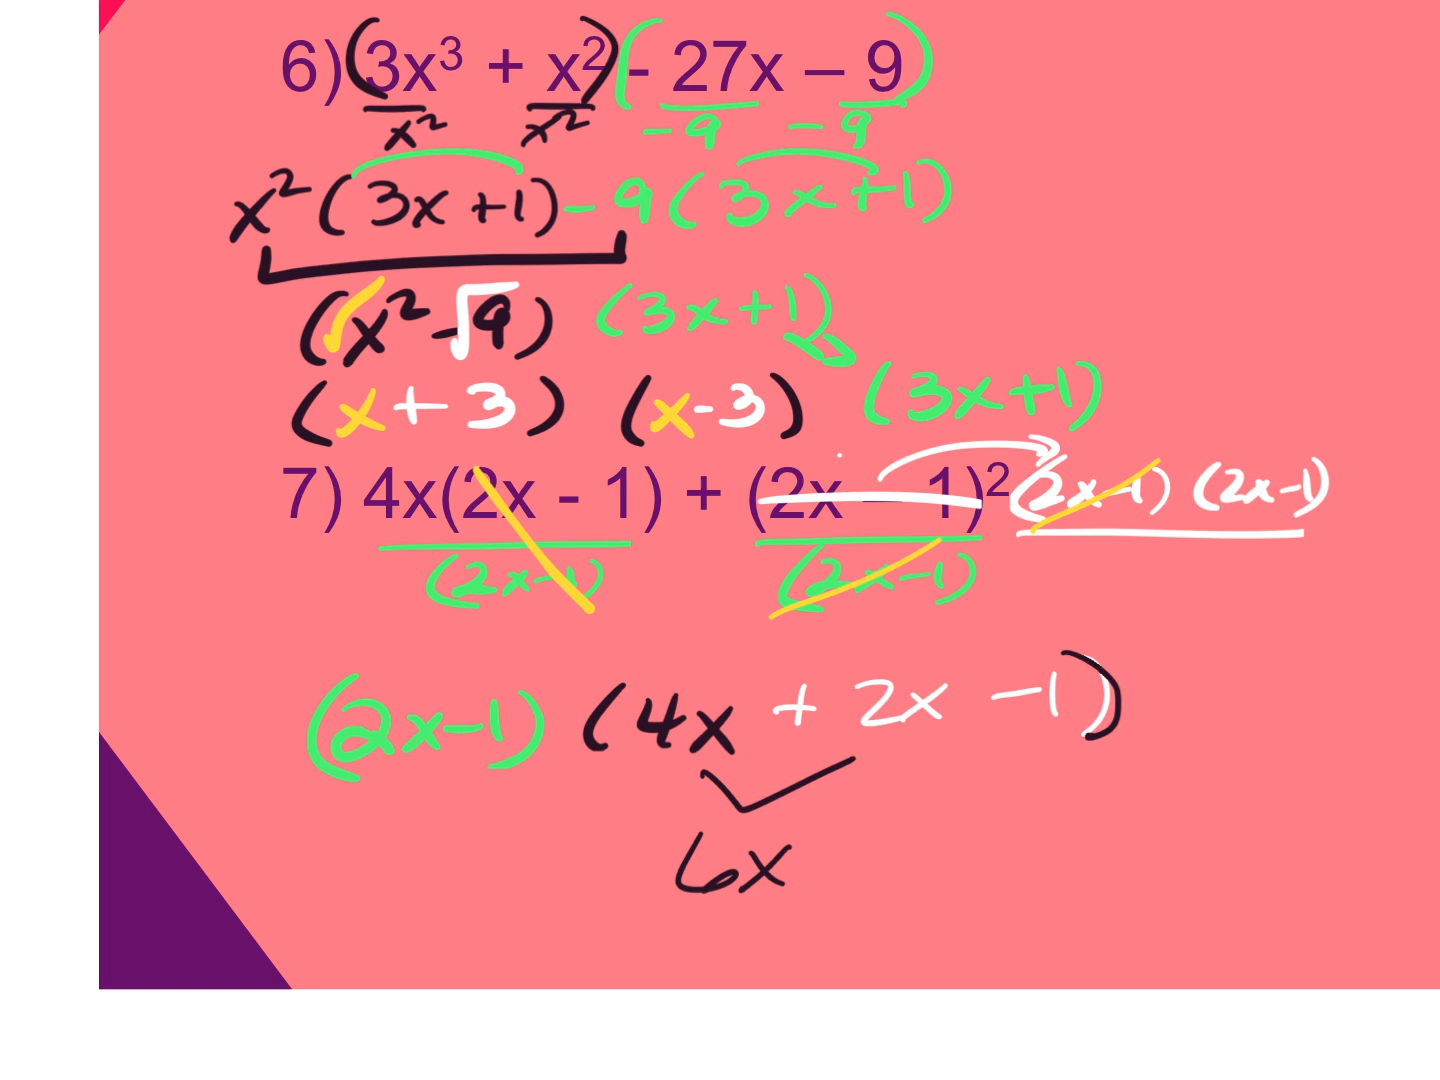 6) (3x³ + x²) (- 27x – 9)
x² x² -9 -9
x²(3x+1) -9(3x+1)
(√x² - √9) (3x+1)
(x+3) (x-3) (3x+1)
7) 4x(2x - 1) + (2x – 1)² (2x-1) (2x-1)
(2x-1) (2x-1)
(2x-1) (4x + 2x -1)
6x